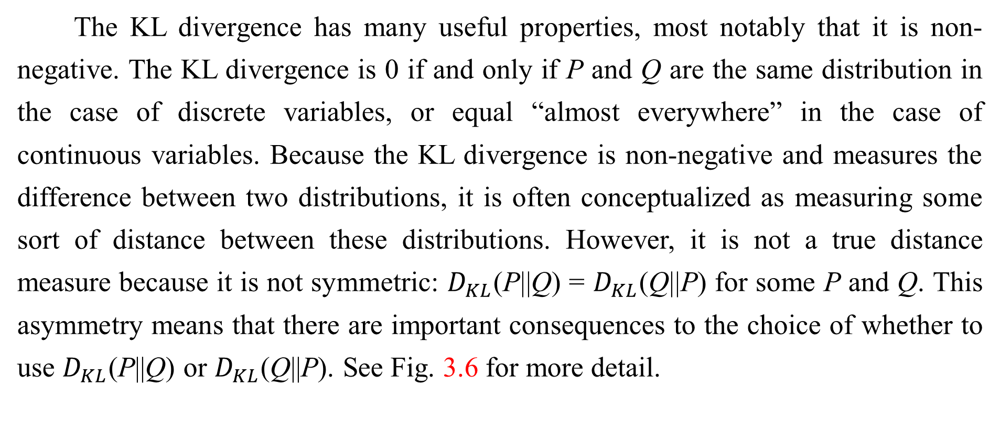 The KL divergence has many useful properties, most notably that it is non-
negative. The KL divergence is 0 if and only if P and Q are the same distribution in
the case of discrete variables, or equal “almost everywhere” in the case of
continuous variables. Because the KL divergence is non-negative and measures the
difference between two distributions, it is often conceptualized as measuring some
sort of distance between these distributions. However, it is not a true distance
measure because it is not symmetric: D_{KL}(P||Q) = D_{KL}(Q||P) for some P and Q. This
asymmetry means that there are important consequences to the choice of whether to
use D_{KL}(P||Q) or D_{KL}(Q||P). See Fig. 3.6 for more detail.